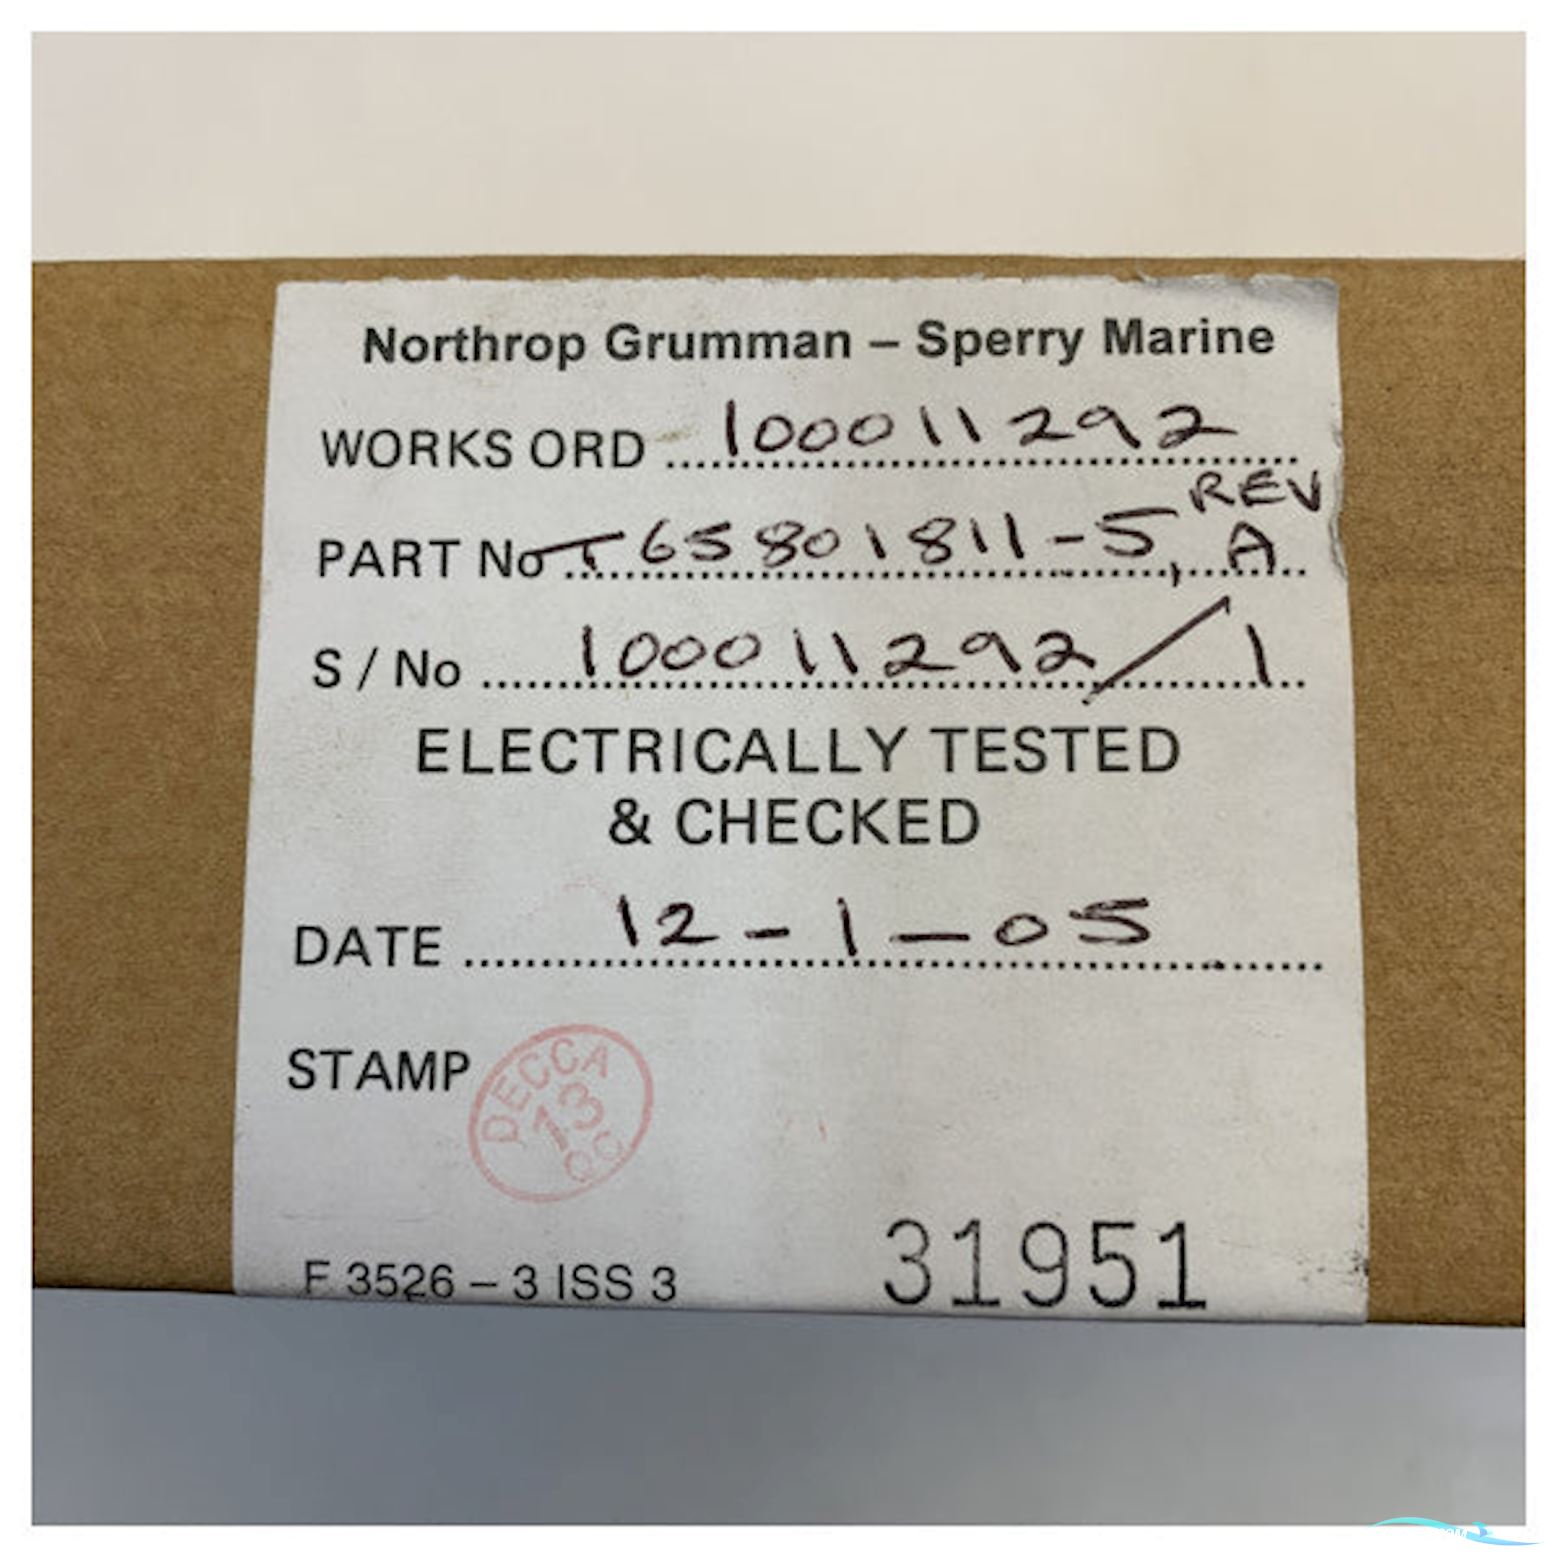 Northrop Grumman – Sperry Marine
WORKS ORD 100011292
PART No T65801811-5, REV A
S / No 100011292/1
ELECTRICALLY TESTED
& CHECKED
DATE 12-1-05
STAMP DECCA 13 QC
F 3526 – 3 ISS 3 31951